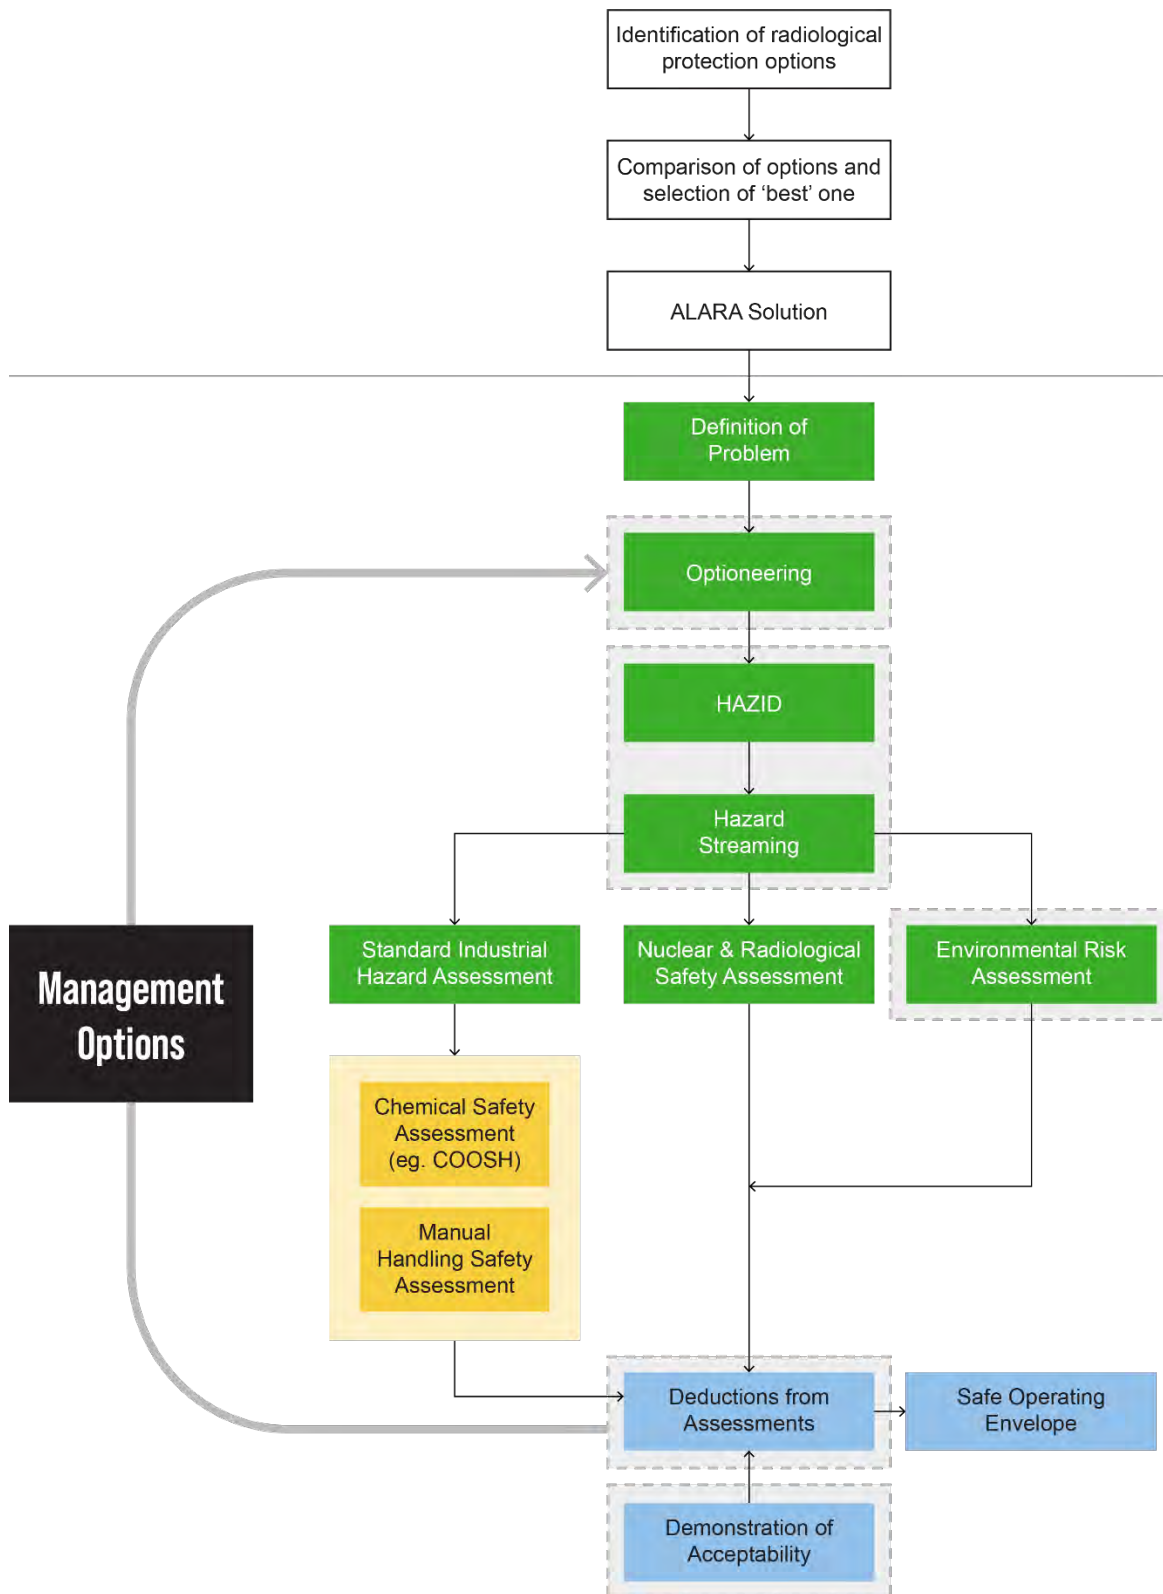 Identification of radiological
protection options
Comparison of options and
selection of ‘best’ one
ALARA Solution
Definition of
Problem
Optioneering
HAZID
Hazard
Streaming
Management
Options
Standard Industrial
Hazard Assessment
Nuclear & Radiological
Safety Assessment
Environmental Risk
Assessment
Chemical Safety
Assessment
(eg. COOSH)
Manual
Handling Safety
Assessment
Deductions from
Assessments
Safe Operating
Envelope
Demonstration of
Acceptability